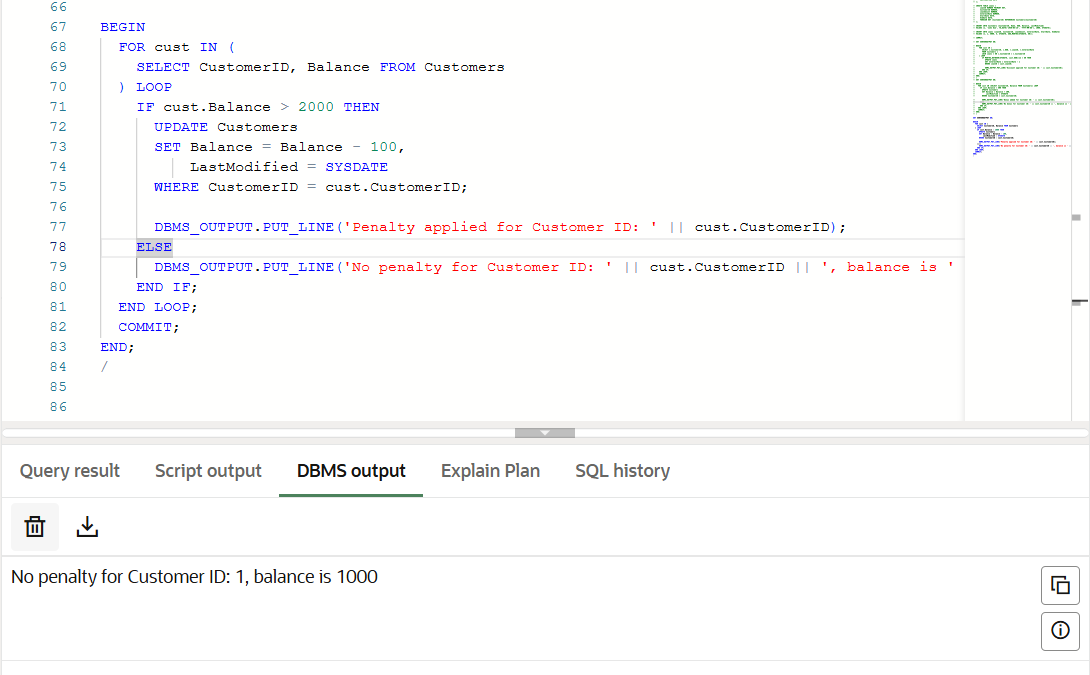 66
67 BEGIN
68 FOR cust IN (
69 SELECT CustomerID, Balance FROM Customers
70 ) LOOP
71 IF cust.Balance > 2000 THEN
72 UPDATE Customers
73 SET Balance = Balance - 100,
74 LastModified = SYSDATE
75 WHERE CustomerID = cust.CustomerID;
76
77 DBMS_OUTPUT.PUT_LINE('Penalty applied for Customer ID: ' || cust.CustomerID);
78 ELSE
79 DBMS_OUTPUT.PUT_LINE('No penalty for Customer ID: ' || cust.CustomerID || ', balance is '
80 END IF;
81 END LOOP;
82 COMMIT;
83 END;
84 /
85
86
Query result Script output DBMS output Explain Plan SQL history
No penalty for Customer ID: 1, balance is 1000